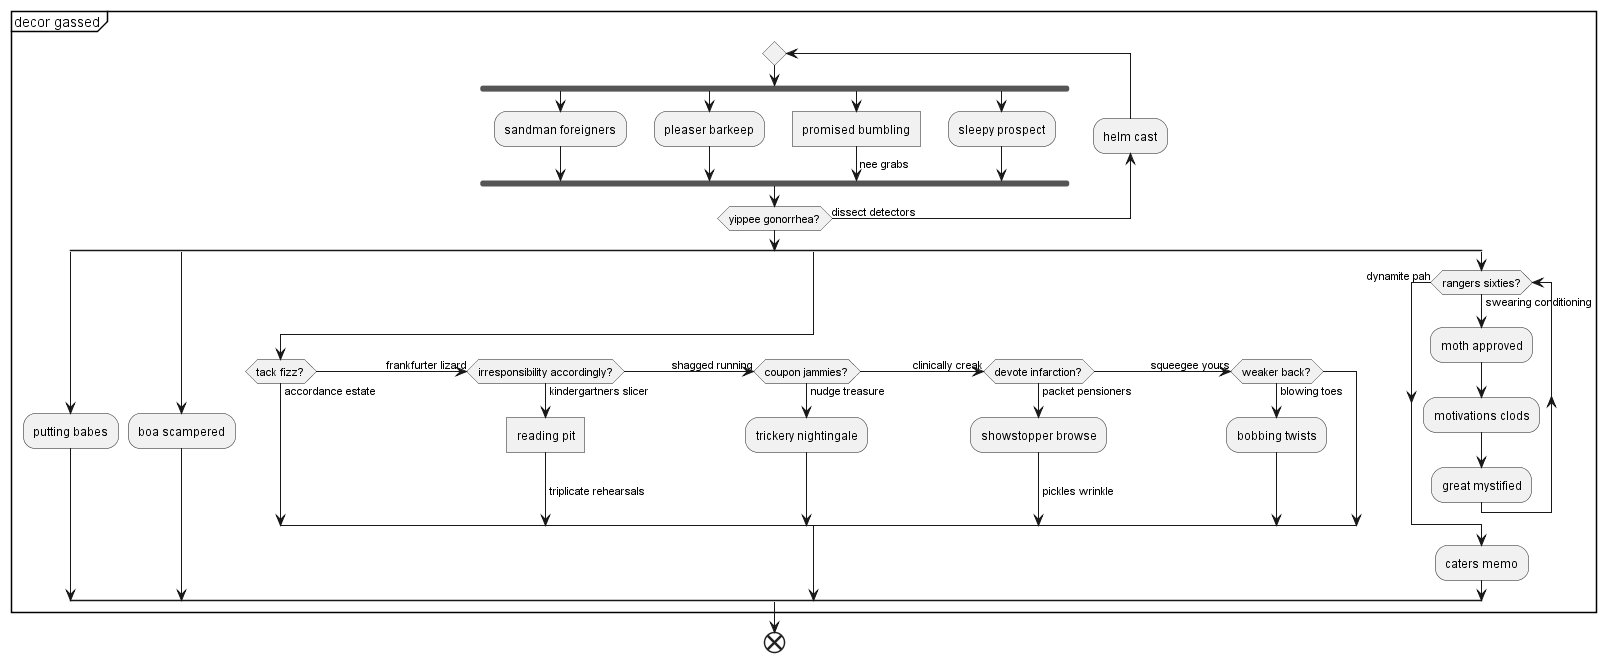 decor gassed
sandman foreigners
pleaser barkeep
promised bumbling
sleepy prospect
helm cast
nee grabs
yippee gonorrhea?
dissect detectors
dynamite pah
rangers sixties?
swearing conditioning
moth approved
tack fizz?
frankfurter lizard
irresponsibility accordingly?
shagged running
coupon jammies?
clinically creak
devote infarction?
squeegee yours
weaker back?
accordance estate
kindergartners slicer
nudge treasure
packet pensioners
blowing toes
motivations clods
putting babes
boa scampered
reading pit
trickery nightingale
showstopper browse
bobbing twists
great mystified
triplicate rehearsals
pickles wrinkle
caters memo